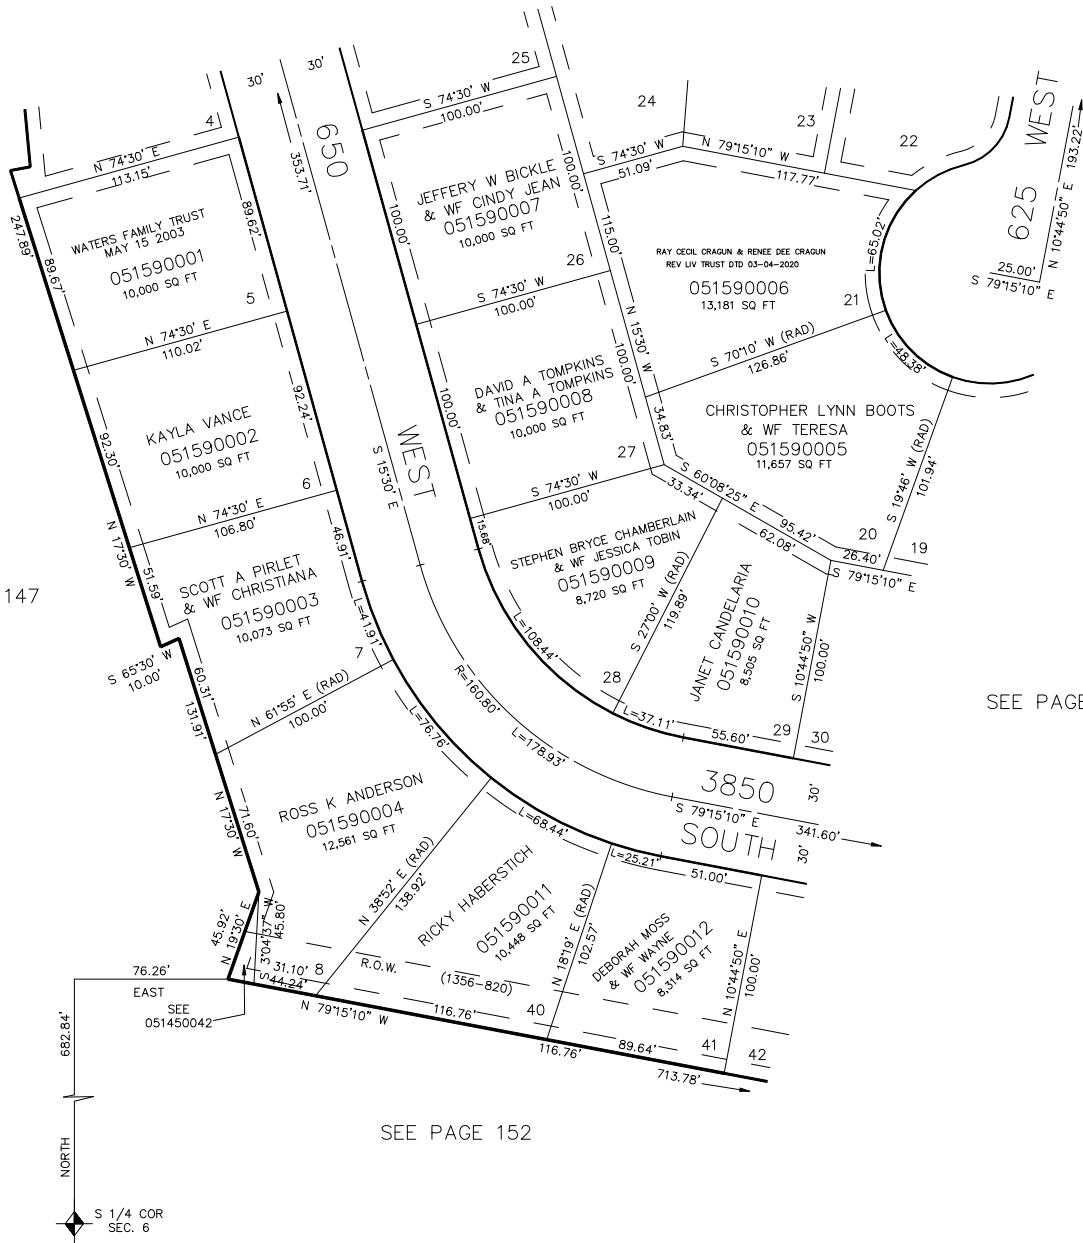 30'
30'
25
S 74°30' W
100.00'
24
23
22
WEST
625
N 10°44'50" E 193.22'
25.00'
S 79°15'10" E
4
N 74°30' E
113.15'
247.89'
89.67'
89.62'
WATERS FAMILY TRUST
MAY 15 2003
051590001
10,000 SQ FT
5
353.71'
650
JEFFERY W BICKLE
& WF CINDY JEAN
051590007
10,000 SQ FT
100.00'
100.00'
26
S 74°30' W
100.00'
S 74°30' W
51.09'
N 79°15'10" W
117.77'
115.00'
RAY CECIL CRAGUN & RENEE DEE CRAGUN
REV LIV TRUST DTD 03-04-2020
051590006
13,181 SQ FT
L=65.02'
21
S 70°10' W (RAD)
126.86'
L=48.38'
N 74°30' E
110.02'
92.24'
KAYLA VANCE
051590002
10,000 SQ FT
92.30'
6
N 74°30' E
106.80'
WEST
S 15°30' E
100.00'
DAVID A TOMPKINS
& TINA A TOMPKINS
051590008
10,000 SQ FT
100.00'
N 15°30' W
34.83'
27
S 74°30' W
100.00'
CHRISTOPHER LYNN BOOTS
& WF TERESA
051590005
11,657 SQ FT
S 19°46' W (RAD)
101.94'
S 60°08'25" E
95.42'
33.34'
62.08'
20
19
26.40'
S 79°15'10" E
147
N 17°30' W
51.59'
46.91'
SCOTT A PIRLET
& WF CHRISTIANA
051590003
10,073 SQ FT
L=41.91'
7
S 65°30' W
10.00'
60.31'
131.91'
N 61°55' E (RAD)
100.00'
15.68'
STEPHEN BRYCE CHAMBERLAIN
& WF JESSICA TOBIN
051590009
8,720 SQ FT
L=108.44'
S 27°00' W (RAD)
119.89'
28
JANET CANDELARIA
051590010
8,505 SQ FT
S 10°44'50" W
100.00'
L=37.11'
55.60'
29
30
SEE PAGE
R=160.80'
L=178.93'
L=76.76'
3850
SOUTH
S 79°15'10" E
341.60'
30'
30'
N 17°30' W
71.60'
ROSS K ANDERSON
051590004
12,561 SQ FT
N 38°52' E (RAD)
138.92'
L=68.44'
RICKY HABERSTICH
051590011
10,448 SQ FT
L=25.21'
51.00'
N 18°19' E (RAD)
102.57'
DEBORAH MOSS
& WF WAYNE
051590012
8,314 SQ FT
N 10°44'50" E
100.00'
45.92'
N 19°30' E
S 3°04'37" W
45.80'
31.10'
44.24'
8
R.O.W.
(1356-820)
76.26'
EAST
SEE
051450042
N 79°15'10" W
116.76'
40
116.76'
89.64'
41
42
713.78'
682.84'
NORTH
SEE PAGE 152
S 1/4 COR
SEC. 6